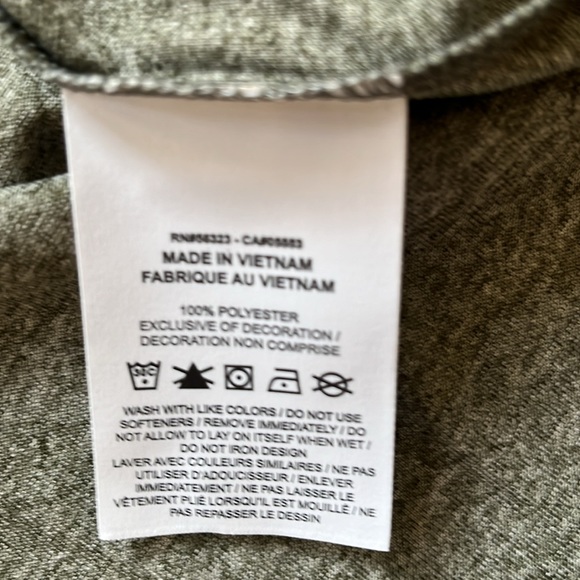 RN#56323 - CA#05553
MADE IN VIETNAM
FABRIQUE AU VIETNAM
100% POLYESTER
EXCLUSIVE OF DECORATION /
DECORATION NON COMPRISE
WASH WITH LIKE COLORS / DO NOT USE
SOFTENERS / REMOVE IMMEDIATELY / DO
NOT ALLOW TO LAY ON ITSELF WHEN WET /
DO NOT IRON DESIGN
LAVER AVEC COULEURS SIMILAIRES / NE PAS
UTILISER D'ADOUCISSEUR / ENLEVER
IMMÉDIATEMENT / NE PAS LAISSER LE
VÊTEMENT PLIÉ LORSQU'IL EST MOUILLÉ / NE
PAS REPASSER LE DESSIN